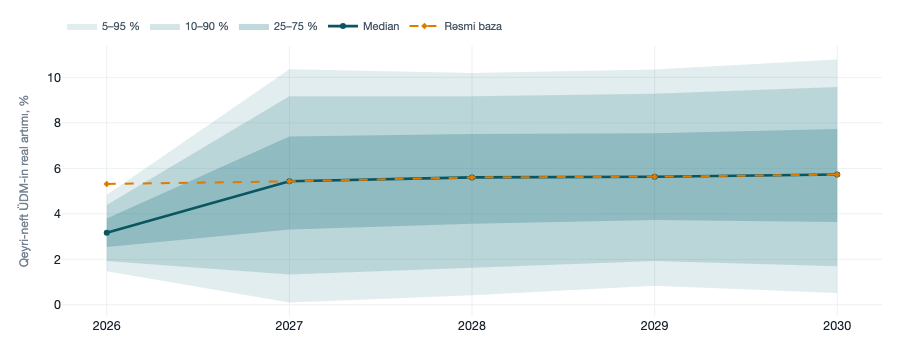 5–95 % 10–90 % 25–75 % Median Rəsmi baza
Qeyri-neft ÜDM-in real artımı, %
10
8
6
4
2
0
2026 2027 2028 2029 2030